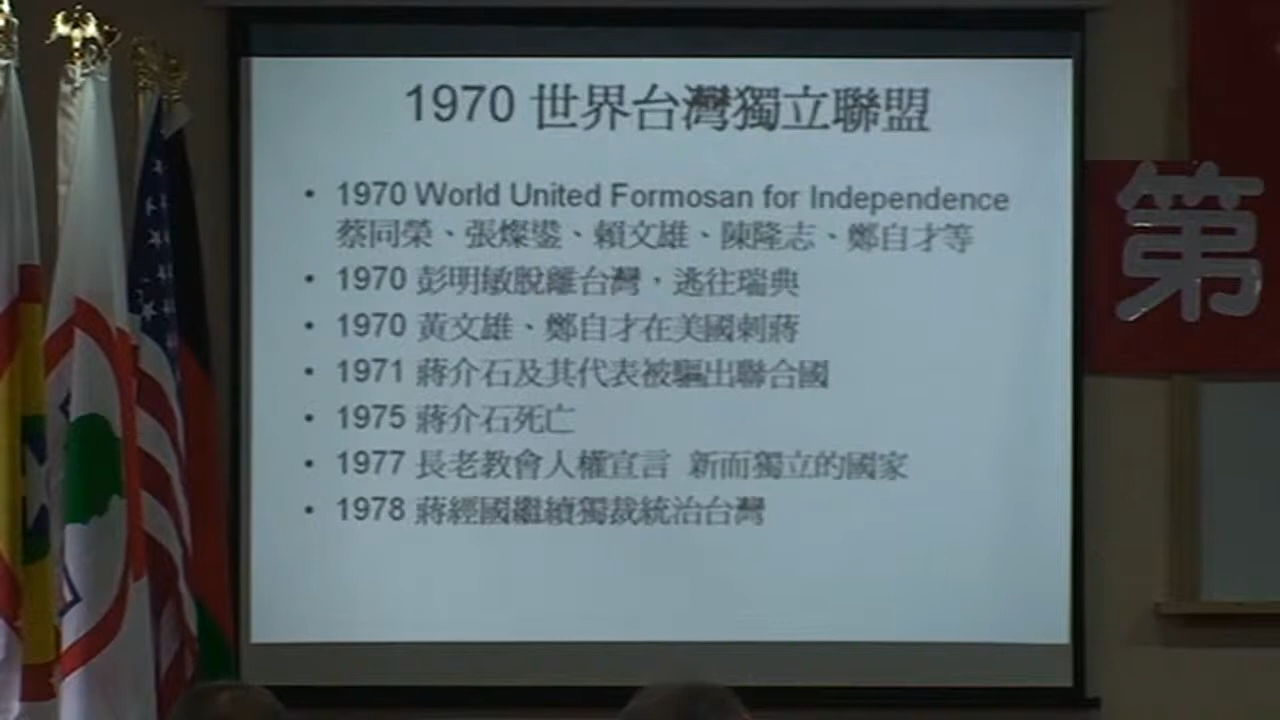 1970 世界台灣獨立聯盟
• 1970 World United Formosan for Independence
蔡同榮、張燦鍙、賴文雄、陳隆志、鄭自才等
• 1970 彭明敏脫離台灣，逃往瑞典
• 1970 黃文雄、鄭自才在美國刺蔣
• 1971 蔣介石及其代表被驅出聯合國
• 1975 蔣介石死亡
• 1977 長老教會人權宣言 新而獨立的國家
• 1978 蔣經國繼續獨裁統治台灣
第